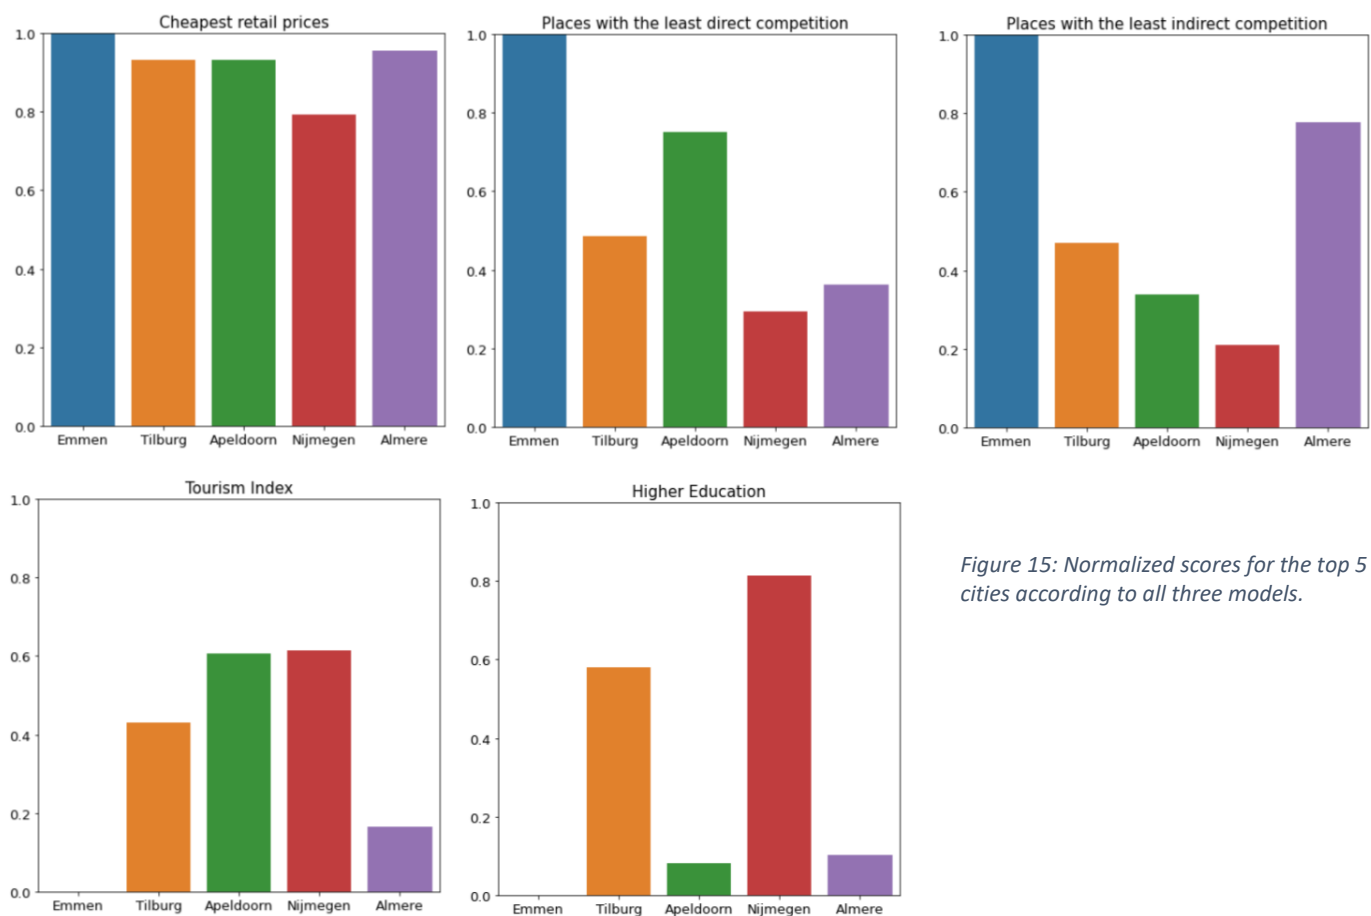 Cheapest retail prices
1.0
0.8
0.6
0.4
0.2
0.0
Emmen Tilburg Apeldoorn Nijmegen Almere
Places with the least direct competition
1.0
0.8
0.6
0.4
0.2
0.0
Emmen Tilburg Apeldoorn Nijmegen Almere
Places with the least indirect competition
1.0
0.8
0.6
0.4
0.2
0.0
Emmen Tilburg Apeldoorn Nijmegen Almere
Tourism Index
1.0
0.8
0.6
0.4
0.2
0.0
Emmen Tilburg Apeldoorn Nijmegen Almere
Higher Education
1.0
0.8
0.6
0.4
0.2
0.0
Emmen Tilburg Apeldoorn Nijmegen Almere
Figure 15: Normalized scores for the top 5
cities according to all three models.